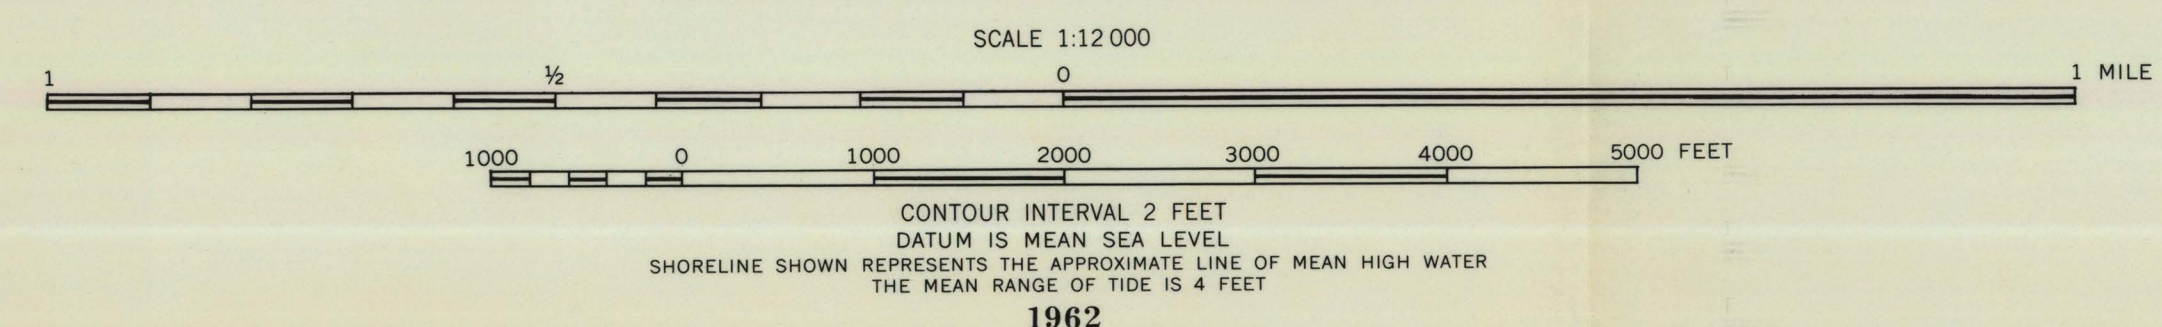 SCALE 1:12 000
1 ½ 0 1 MILE
1000 0 1000 2000 3000 4000 5000 FEET
CONTOUR INTERVAL 2 FEET
DATUM IS MEAN SEA LEVEL
SHORELINE SHOWN REPRESENTS THE APPROXIMATE LINE OF MEAN HIGH WATER
THE MEAN RANGE OF TIDE IS 4 FEET
1962